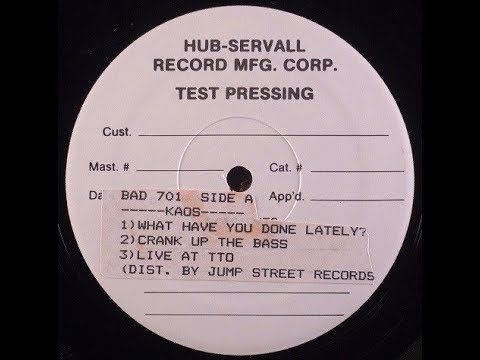 HUB-SERVALL
RECORD MFG. CORP.
TEST PRESSING
Cust.
Mast. # Cat. #
Da App'd.
BAD 701 SIDE A
-----KAOS-----
1)WHAT HAVE YOU DONE LATELY?
2)CRANK UP THE BASS
3)LIVE AT TTO
(DIST. BY JUMP STREET RECORDS